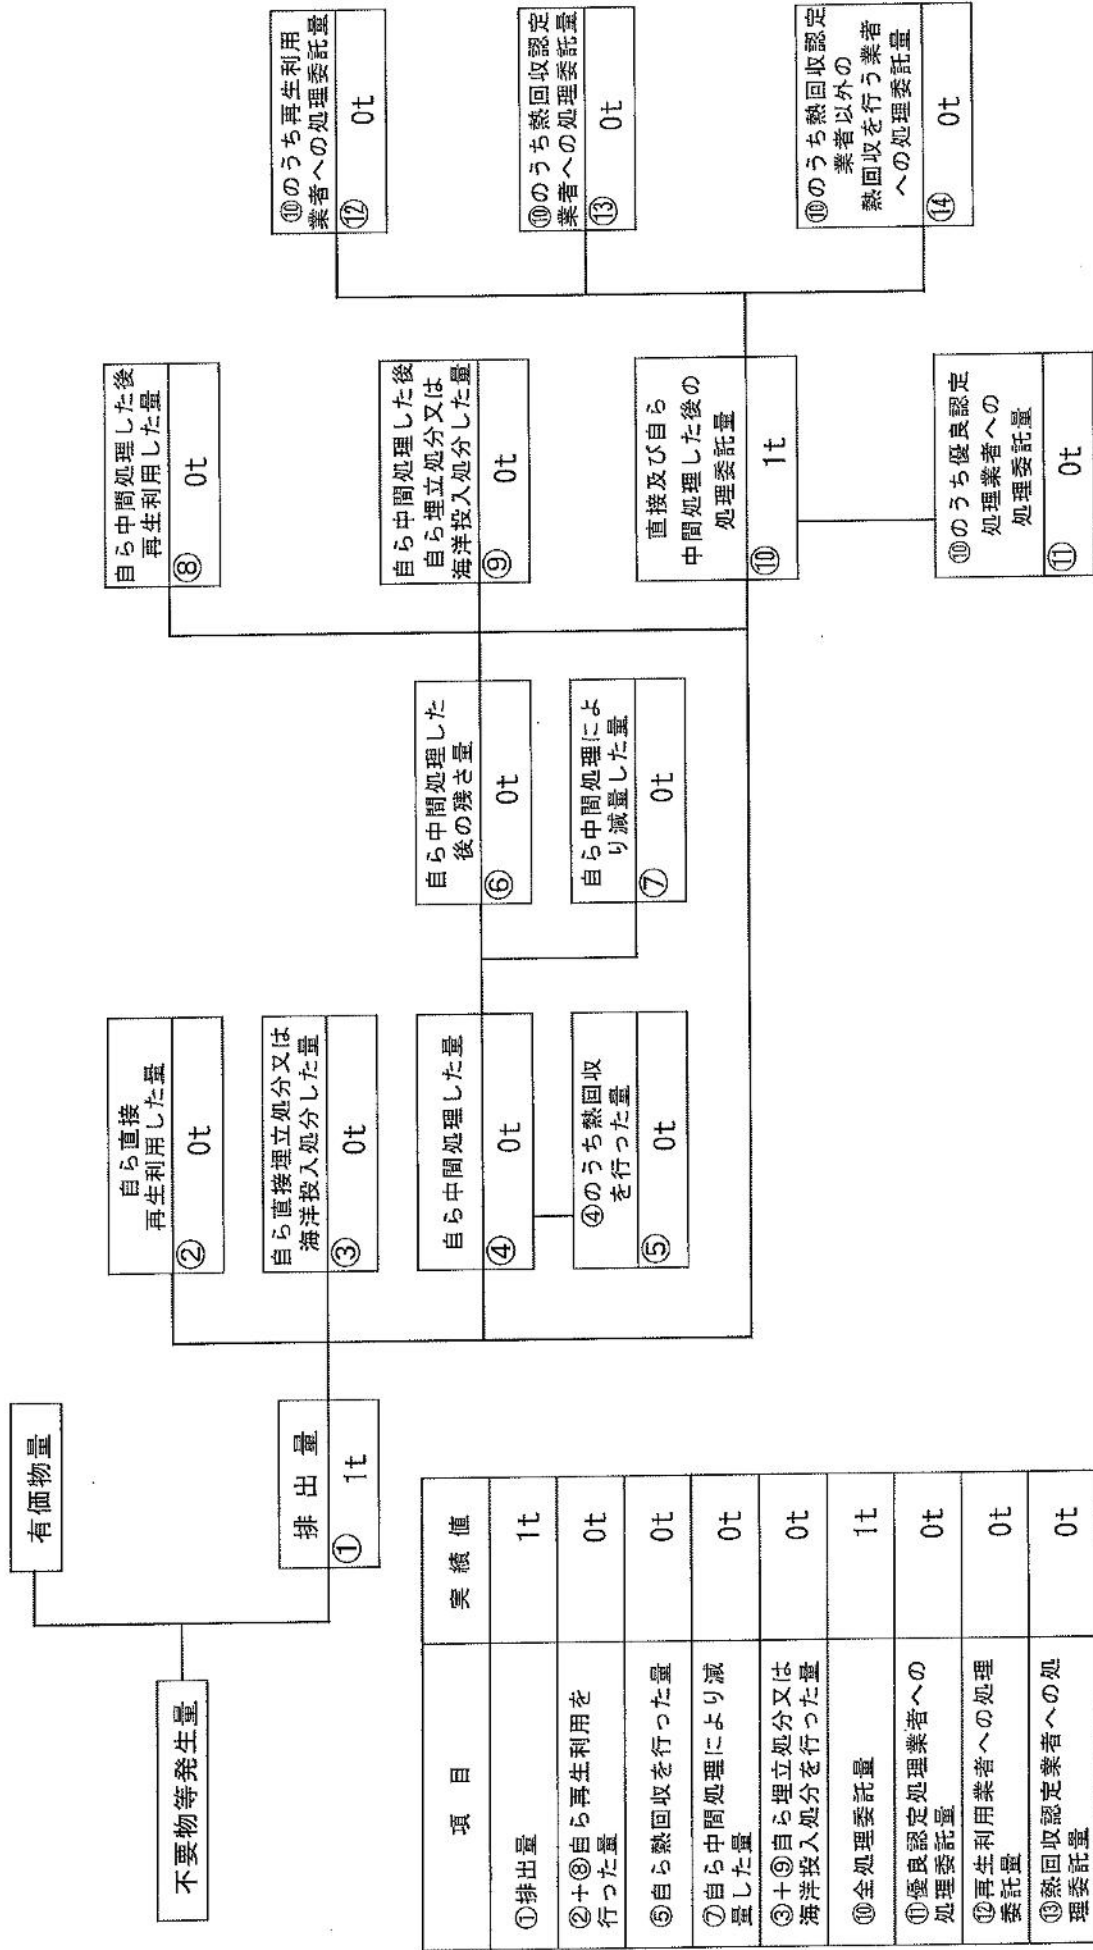 不要物等発生量
有価物量
排出量
① 1t
自ら直接
再生利用した量
② 0t
自ら直接埋立処分又は
海洋投入処分した量
③ 0t
自ら中間処理した量
④ 0t
④のうち熱回収
を行った量
⑤ 0t
自ら中間処理した
後の残さ量
⑥ 0t
自ら中間処理によ
り減量した量
⑦ 0t
自ら中間処理した後
再生利用した量
⑧ 0t
自ら中間処理した後
自ら埋立処分又は
海洋投入処分した量
⑨ 0t
直接及び自ら
中間処理した後の
処理委託量
⑩ 1t
⑩のうち優良認定
処理業者への
処理委託量
⑪ 0t
⑩のうち再生利用
業者への処理委託量
⑫ 0t
⑩のうち熱回収認定
業者への処理委託量
⑬ 0t
⑩のうち熱回収認定
業者以外の
熱回収を行う業者
への処理委託量
⑭ 0t
項目 実績値
①排出量 1t
②+⑧自ら再生利用を
行った量 0t
⑤自ら熱回収を行った量 0t
⑦自ら中間処理により減
量した量 0t
③+⑨自ら埋立処分又は
海洋投入処分を行った量 0t
⑩全処理委託量 1t
⑪優良認定処理業者への
処理委託量 0t
⑫再生利用業者への処理
委託量 0t
⑬熱回収認定業者への処
理委託量 0t